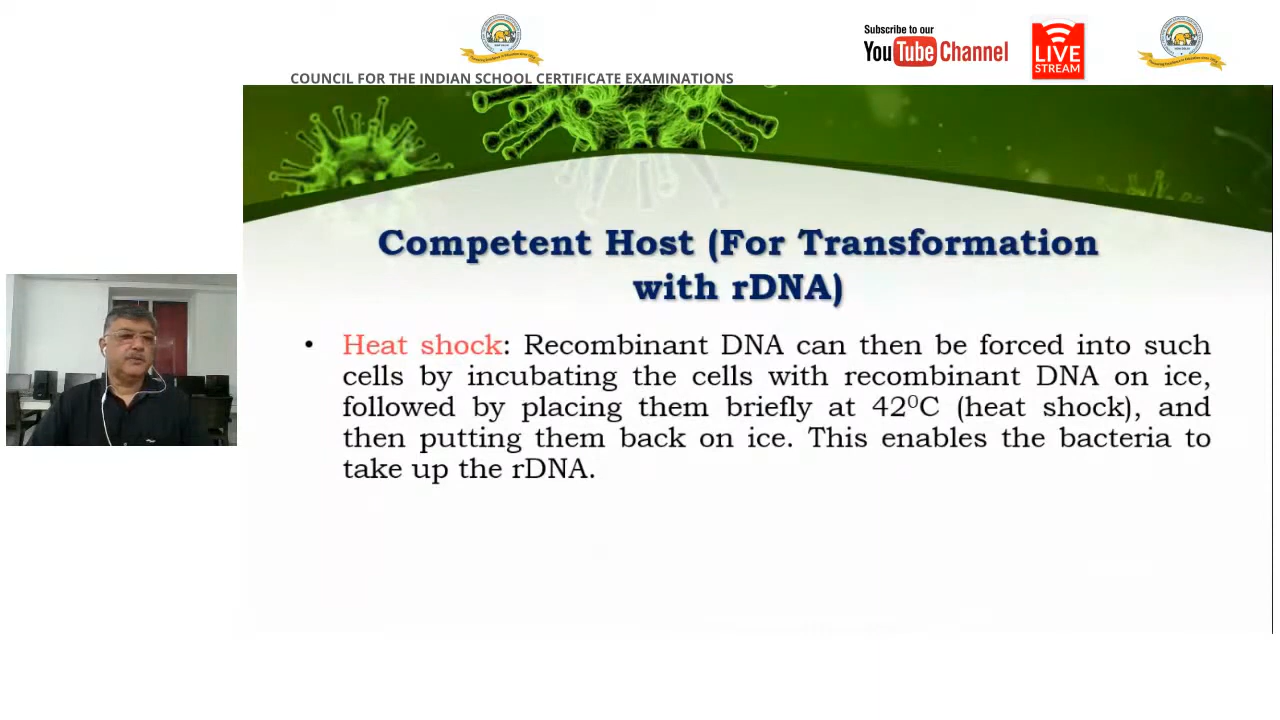 Subscribe to our
YouTube Channel
LIVE
STREAM
COUNCIL FOR THE INDIAN SCHOOL CERTIFICATE EXAMINATIONS
Competent Host (For Transformation
with rDNA)
• Heat shock: Recombinant DNA can then be forced into such
cells by incubating the cells with recombinant DNA on ice,
followed by placing them briefly at 42⁰C (heat shock), and
then putting them back on ice. This enables the bacteria to
take up the rDNA.